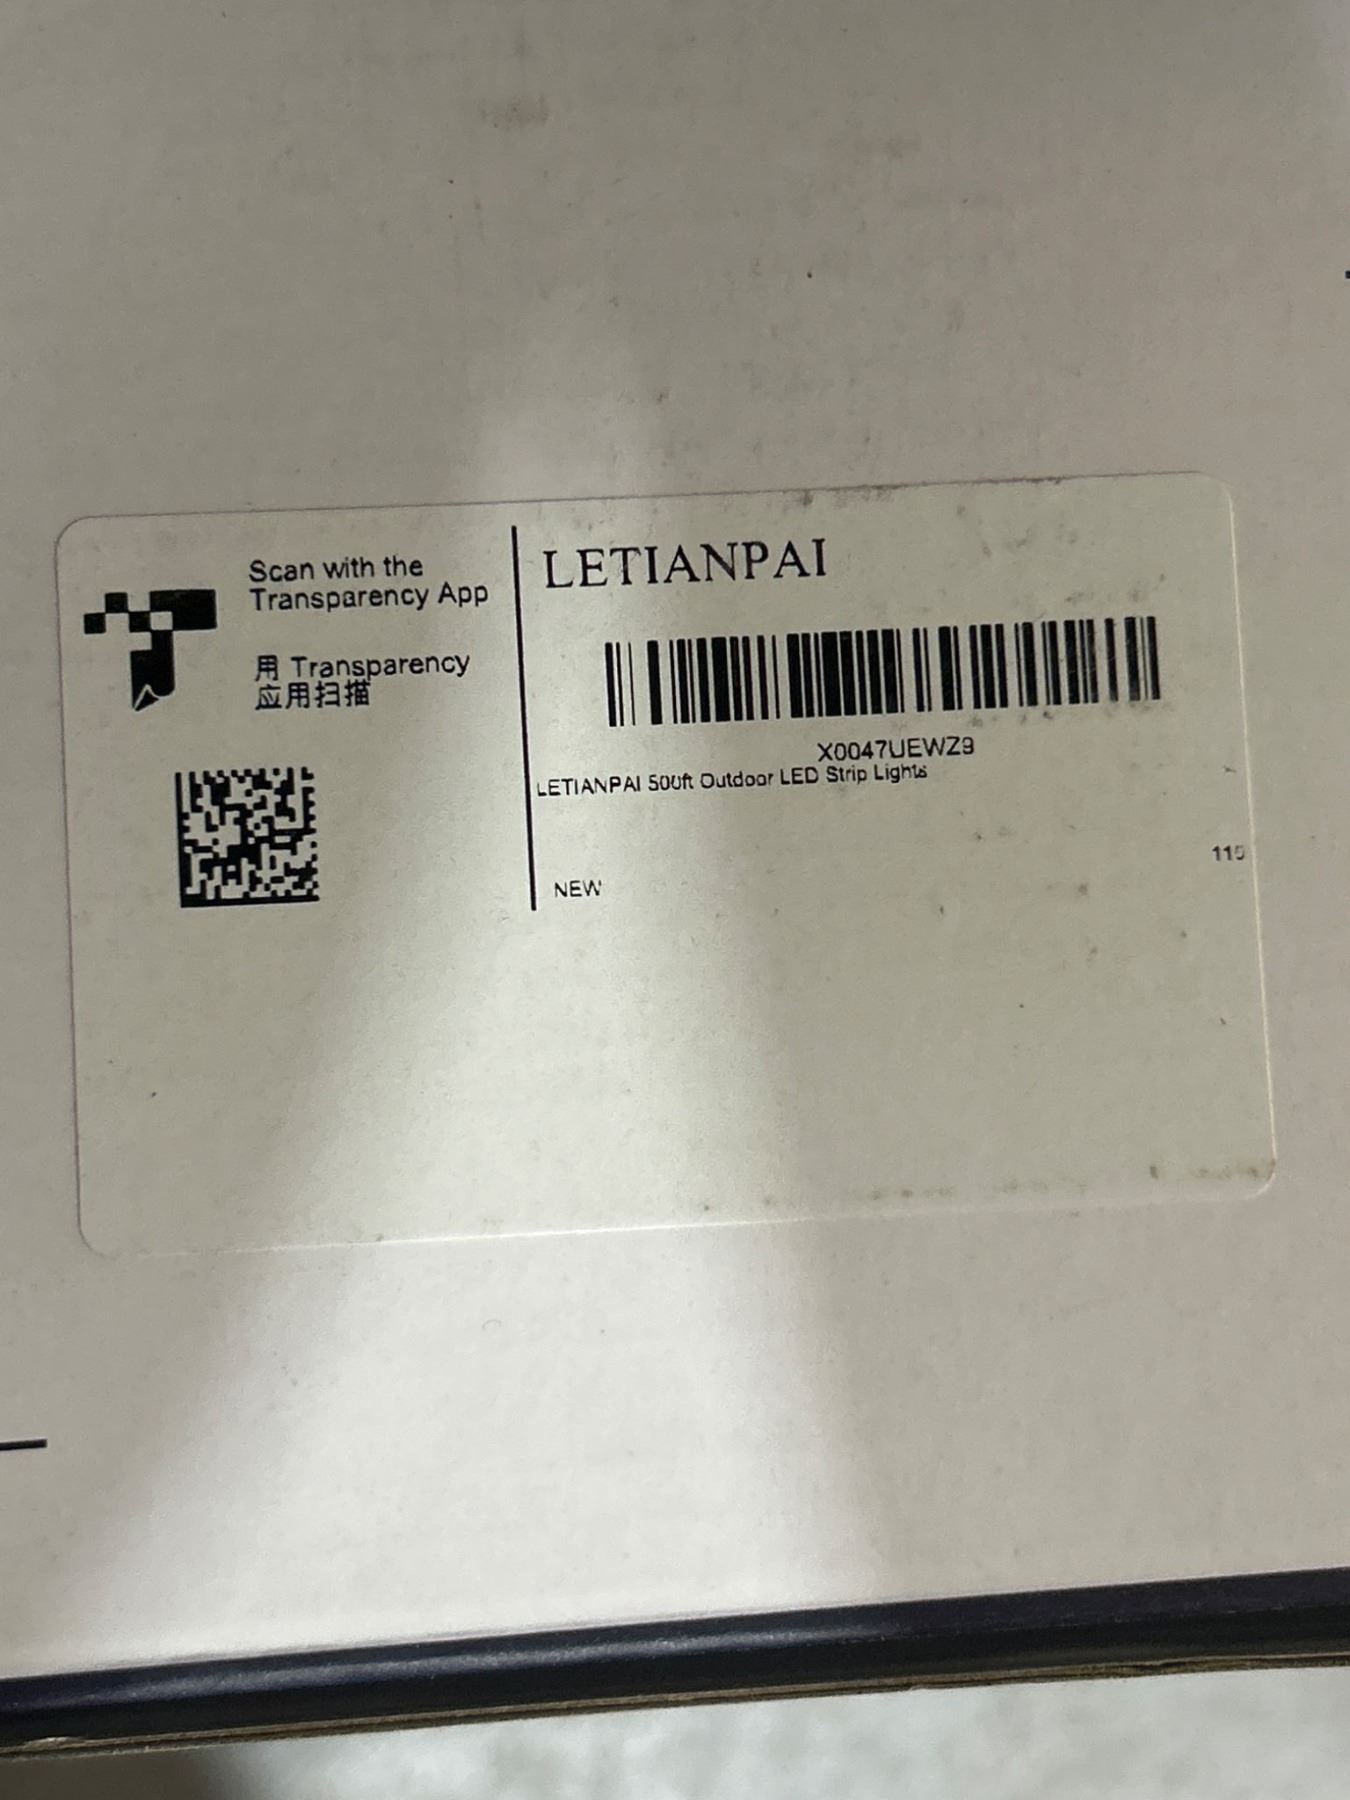 Scan with the
Transparency App
用 Transparency
应用扫描
LETIANPAI
X0047UEWZ9
LETIANPAI 500ft Outdoor LED Strip Lights
NEW